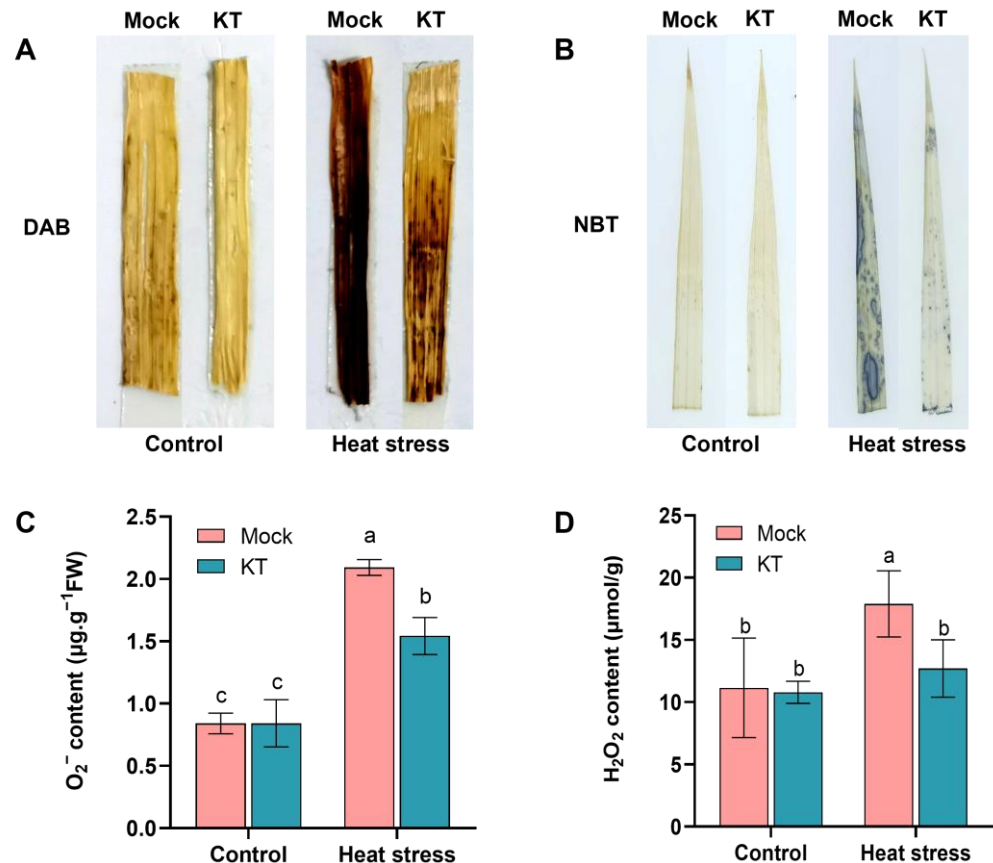 Mock KT
A
DAB
Control Heat stress
Mock KT
B
NBT
Control Heat stress
C
Mock
KT
O₂⁻ content (µg.g⁻¹FW)
2.5
2.0
1.5
1.0
0.5
0.0
c c a b
Control Heat stress
D
Mock
KT
H₂O₂ content (µmol/g)
25
20
15
10
5
0
b b a b
Control Heat stress
Mock KT
Mock KT